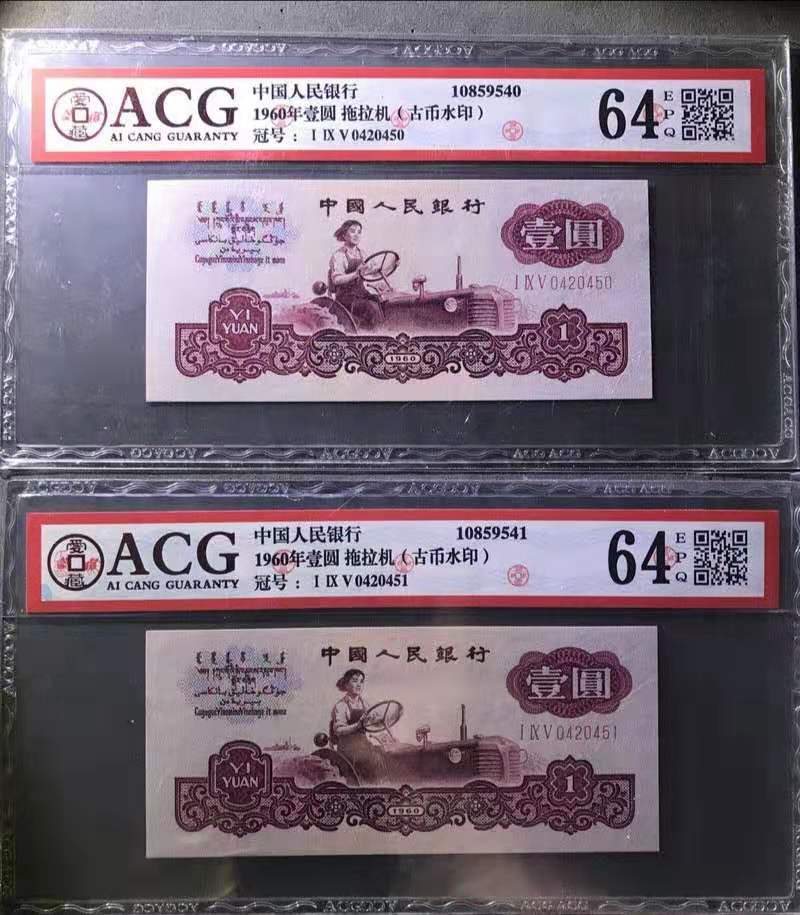 愛藏
ACG
AI CANG GUARANTY
中国人民银行 10859540
1960年壹圆 拖拉机（古币水印）
冠号： I IX V 0420450
64
EPQ
中國人民銀行
壹圓
I IX V 0420450
YI
YUAN
1960
1
愛藏
ACG
AI CANG GUARANTY
中国人民银行 10859541
1960年壹圆 拖拉机（古币水印）
冠号： I IX V 0420451
64
EPQ
中國人民銀行
壹圓
I IX V 0420451
YI
YUAN
1960
1